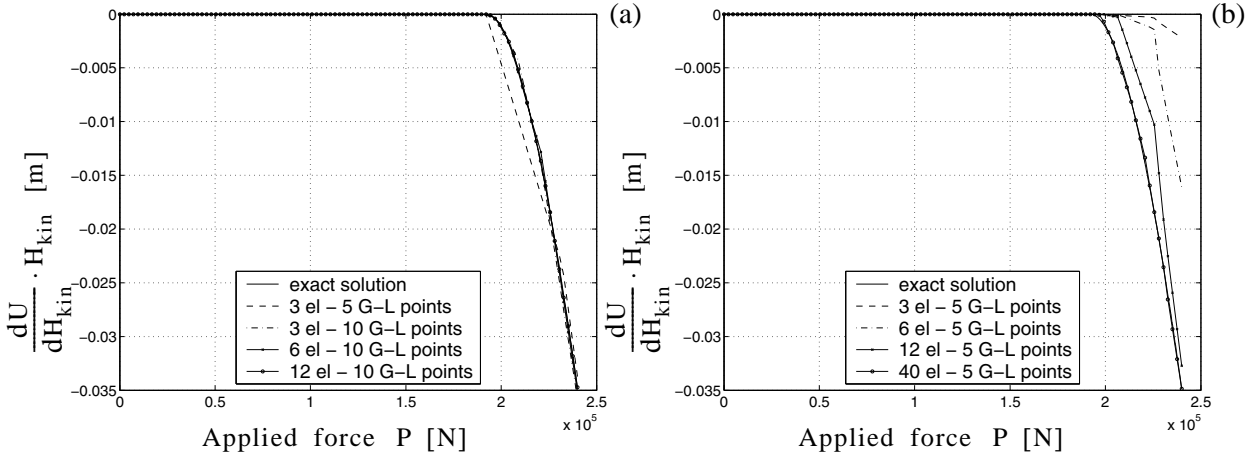 (a)
0
−0.005
−0.01
−0.015
−0.02
−0.025
−0.03
−0.035
0 0.5 1 1.5 2 2.5
x 10^5
dU/dH_kin · H_kin [m]
Applied force P [N]
exact solution
3 el − 5 G−L points
3 el − 10 G−L points
6 el − 10 G−L points
12 el − 10 G−L points
(b)
0
−0.005
−0.01
−0.015
−0.02
−0.025
−0.03
−0.035
0 0.5 1 1.5 2 2.5
x 10^5
dU/dH_kin · H_kin [m]
Applied force P [N]
exact solution
3 el − 5 G−L points
6 el − 5 G−L points
12 el − 5 G−L points
40 el − 5 G−L points